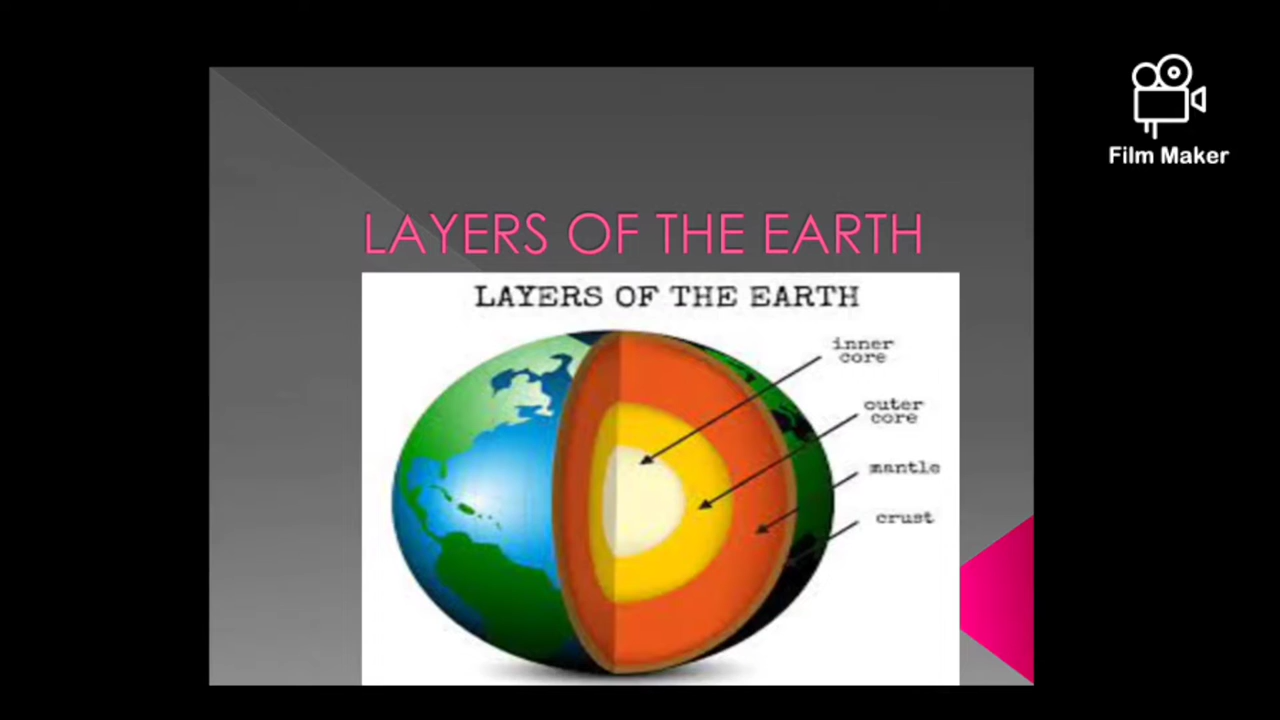 Film Maker
LAYERS OF THE EARTH
LAYERS OF THE EARTH
inner
core
outer
core
mantle
crust